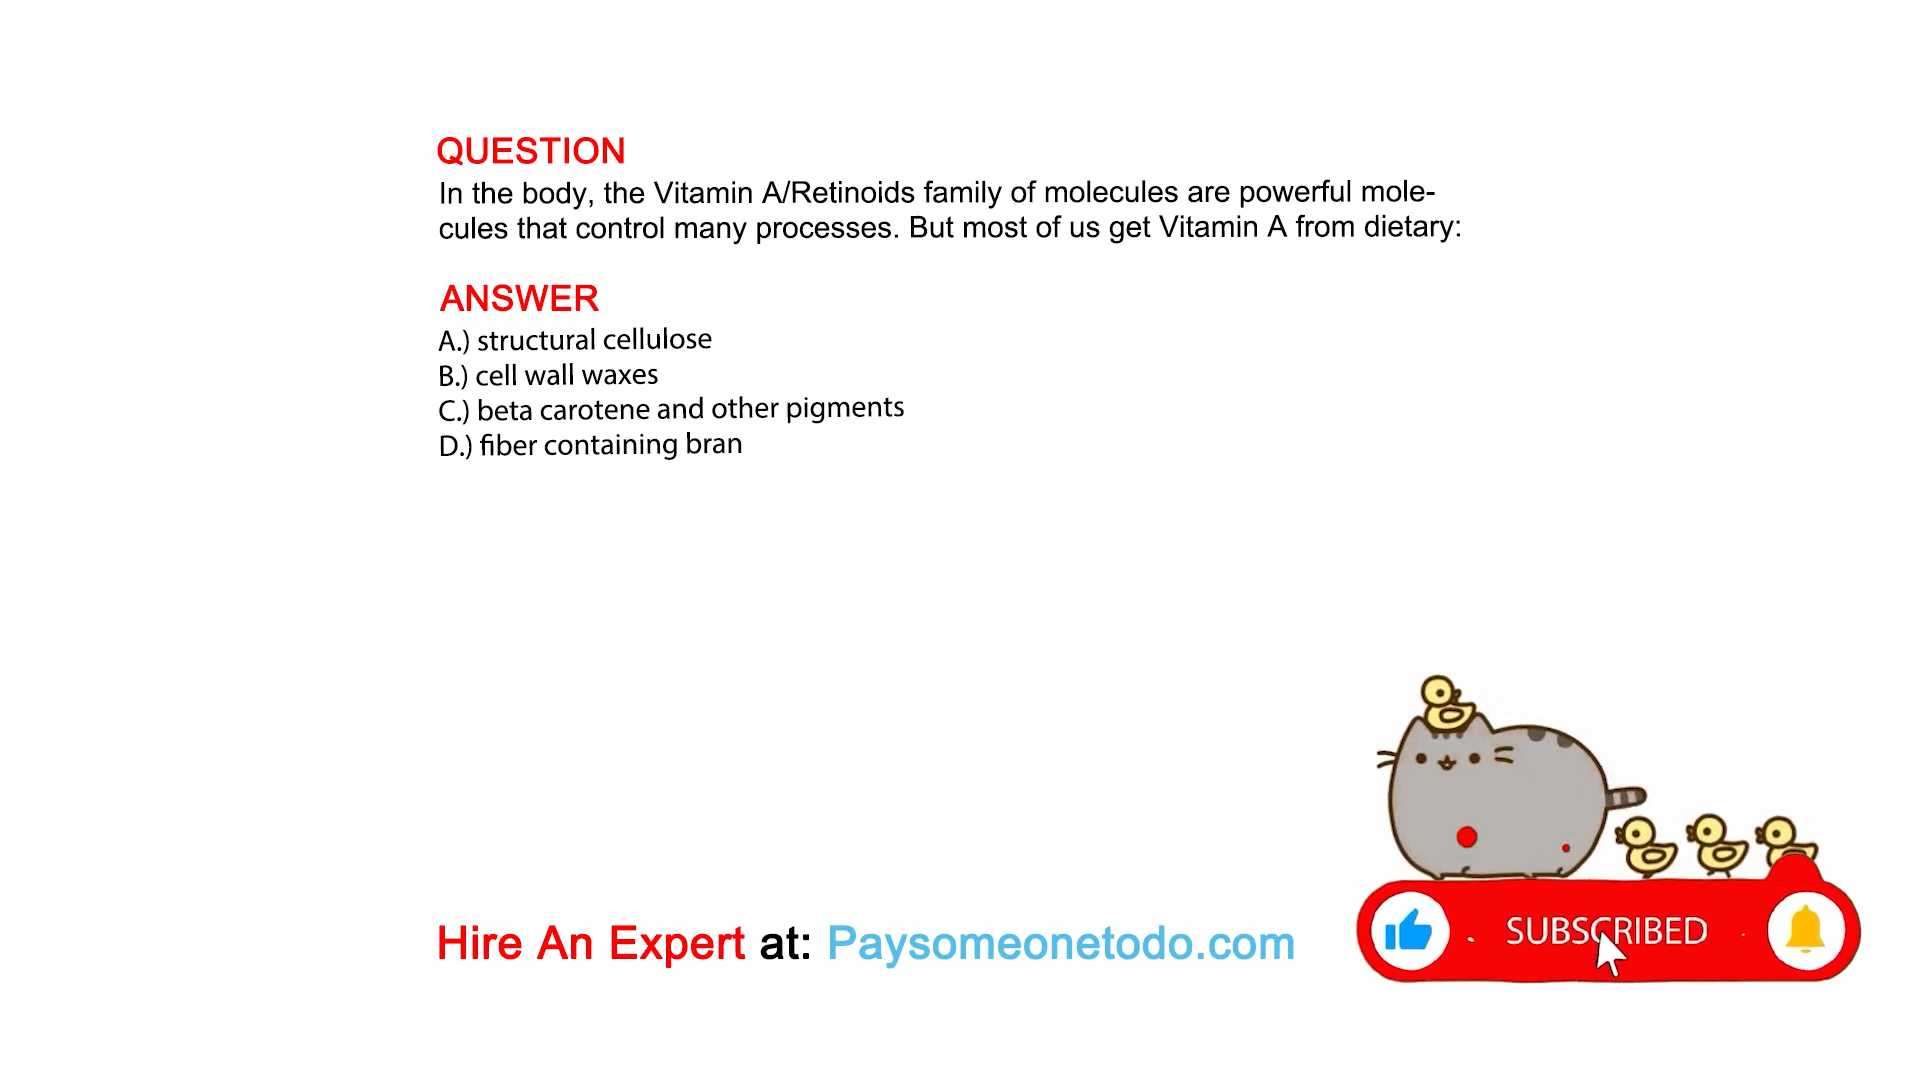 QUESTION
In the body, the Vitamin A/Retinoids family of molecules are powerful mole-
cules that control many processes. But most of us get Vitamin A from dietary:
ANSWER
A.) structural cellulose
B.) cell wall waxes
C.) beta carotene and other pigments
D.) fiber containing bran
Hire An Expert at: Paysomeonetodo.com
SUBSCRIBED